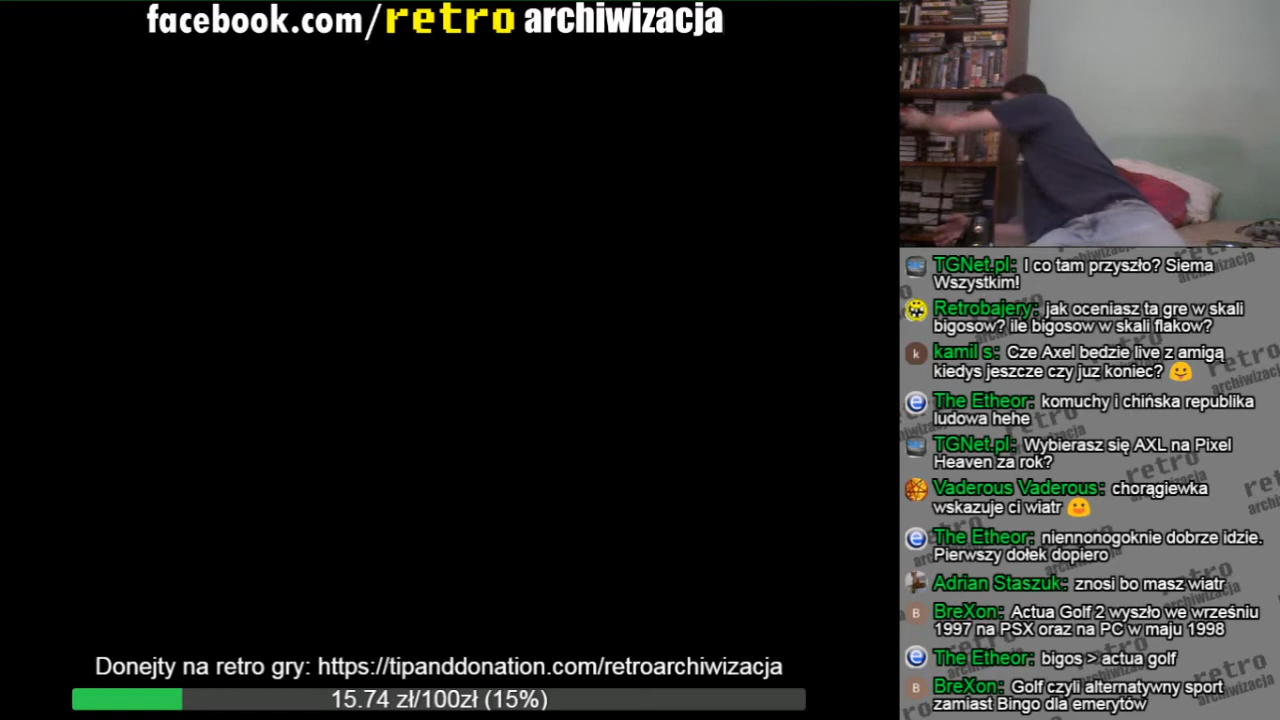 facebook.com/retro archiwizacja
TGNet.pl: I co tam przyszło? Siema
Wszystkim!
Retrobajery: jak oceniasz ta gre w skali
bigosow? ile bigosow w skali flakow?
k
kamil s: Cze Axel bedzie live z amigą
kiedys jeszcze czy juz koniec?
The Etheor: komuchy i chińska republika
ludowa hehe
TGNet.pl: Wybierasz się AXL na Pixel
Heaven za rok?
Vaderous Vaderous: chorągiewka
wskazuje ci wiatr
The Etheor: niennonogoknie dobrze idzie.
Pierwszy dołek dopiero
Adrian Staszuk: znosi bo masz wiatr
B
BreXon: Actua Golf 2 wyszło we wrześniu
1997 na PSX oraz na PC w maju 1998
The Etheor: bigos > actua golf
B
BreXon: Golf czyli alternatywny sport
zamiast Bingo dla emerytów
Donejty na retro gry: https://tipanddonation.com/retroarchiwizacja
15.74 zł/100zł (15%)